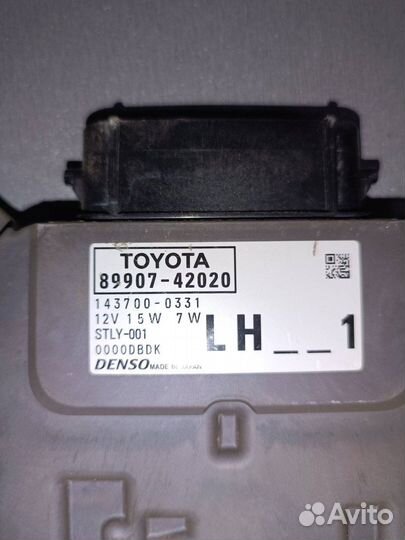 TOYOTA
89907-42020
143700-0331
12V 15W 7W
STLY-001
0000DBDK
LH__1
DENSO MADE IN JAPAN
Avito